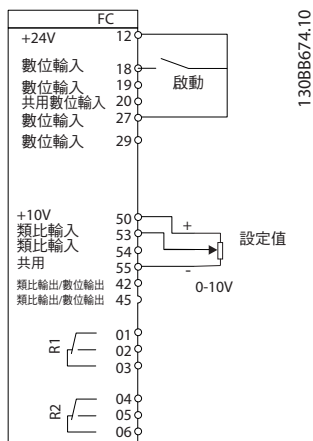 FC
+24V 12
數位輸入 18
數位輸入 19
共用數位輸入 20
數位輸入 27
數位輸入 29
啟動
+10V 50
類比輸入 53
類比輸入 54
共用 55
類比輸出/數位輸出 42
類比輸出/數位輸出 45
+
-
設定值
0-10V
R1
01
02
03
R2
04
05
06
130BB674.10